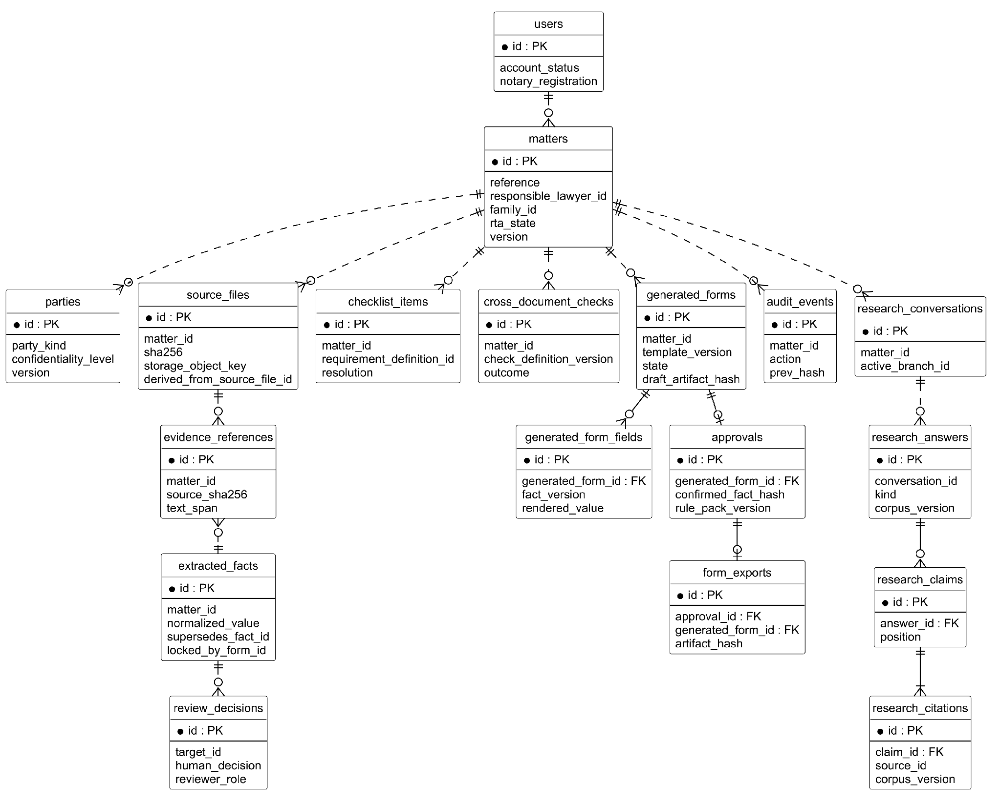 users
● id : PK
account_status
notary_registration
matters
● id : PK
reference
responsible_lawyer_id
family_id
rta_state
version
parties
● id : PK
party_kind
confidentiality_level
version
source_files
● id : PK
matter_id
sha256
storage_object_key
derived_from_source_file_id
checklist_items
● id : PK
matter_id
requirement_definition_id
resolution
cross_document_checks
● id : PK
matter_id
check_definition_version
outcome
generated_forms
● id : PK
matter_id
template_version
state
draft_artifact_hash
audit_events
● id : PK
matter_id
action
prev_hash
research_conversations
● id : PK
matter_id
active_branch_id
evidence_references
● id : PK
matter_id
source_sha256
text_span
generated_form_fields
● id : PK
generated_form_id : FK
fact_version
rendered_value
approvals
● id : PK
generated_form_id : FK
confirmed_fact_hash
rule_pack_version
research_answers
● id : PK
conversation_id
kind
corpus_version
extracted_facts
● id : PK
matter_id
normalized_value
supersedes_fact_id
locked_by_form_id
form_exports
● id : PK
approval_id : FK
generated_form_id : FK
artifact_hash
research_claims
● id : PK
answer_id : FK
position
review_decisions
● id : PK
target_id
human_decision
reviewer_role
research_citations
● id : PK
claim_id : FK
source_id
corpus_version